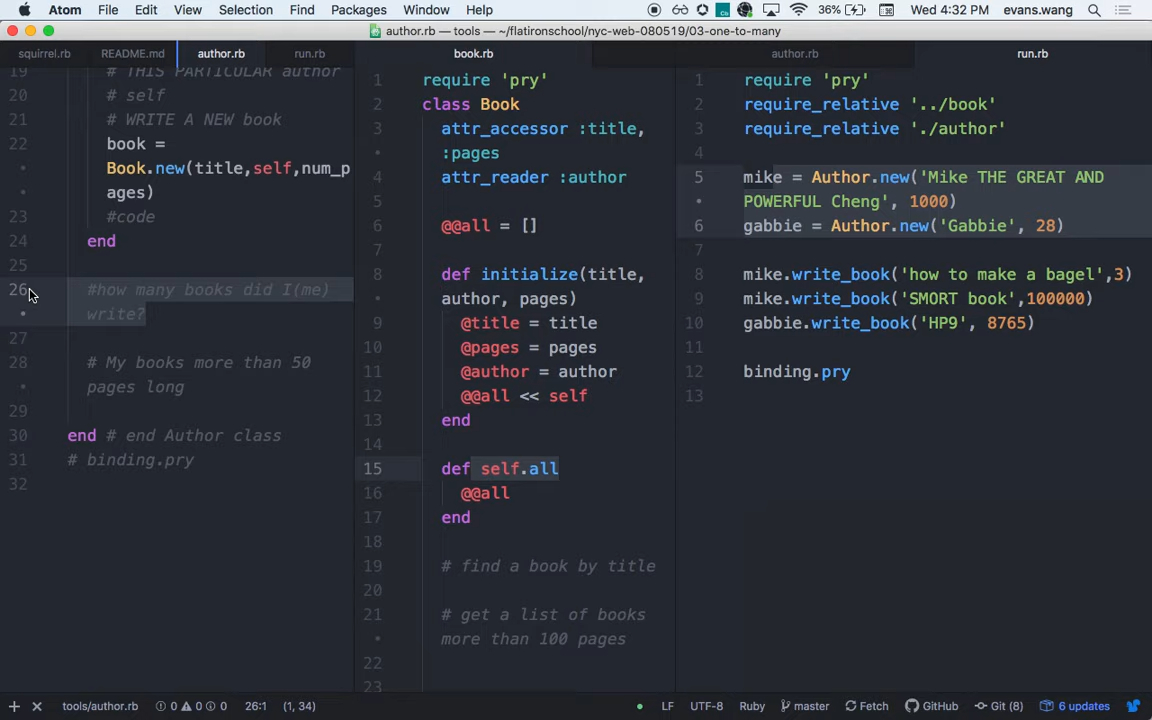 Atom File Edit View Selection Find Packages Window Help 36% Wed 4:32 PM evans.wang
author.rb — tools — ~/flatironschool/nyc-web-080519/03-one-to-many
squirrel.rb README.md author.rb run.rb book.rb author.rb run.rb
19 # THIS PARTICULAR author
20 # self
21 # WRITE A NEW book
22 book =
• Book.new(title,self,num_p
• ages)
23 #code
24 end
25
26 #how many books did I(me)
• write?
27
28 # My books more than 50
• pages long
29
30 end # end Author class
31 # binding.pry
32
1 require 'pry'
2 class Book
3 attr_accessor :title,
• :pages
4 attr_reader :author
5
6 @@all = []
7
8 def initialize(title,
• author, pages)
9 @title = title
10 @pages = pages
11 @author = author
12 @@all << self
13 end
14
15 def self.all
16 @@all
17 end
18
19 # find a book by title
20
21 # get a list of books
• more than 100 pages
22
23
1 require 'pry'
2 require_relative '../book'
3 require_relative './author'
4
5 mike = Author.new('Mike THE GREAT AND
• POWERFUL Cheng', 1000)
6 gabbie = Author.new('Gabbie', 28)
7
8 mike.write_book('how to make a bagel',3)
9 mike.write_book('SMORT book',100000)
10 gabbie.write_book('HP9', 8765)
11
12 binding.pry
13
tools/author.rb 0 0 0 26:1 (1, 34) LF UTF-8 Ruby master Fetch GitHub Git (8) 6 updates